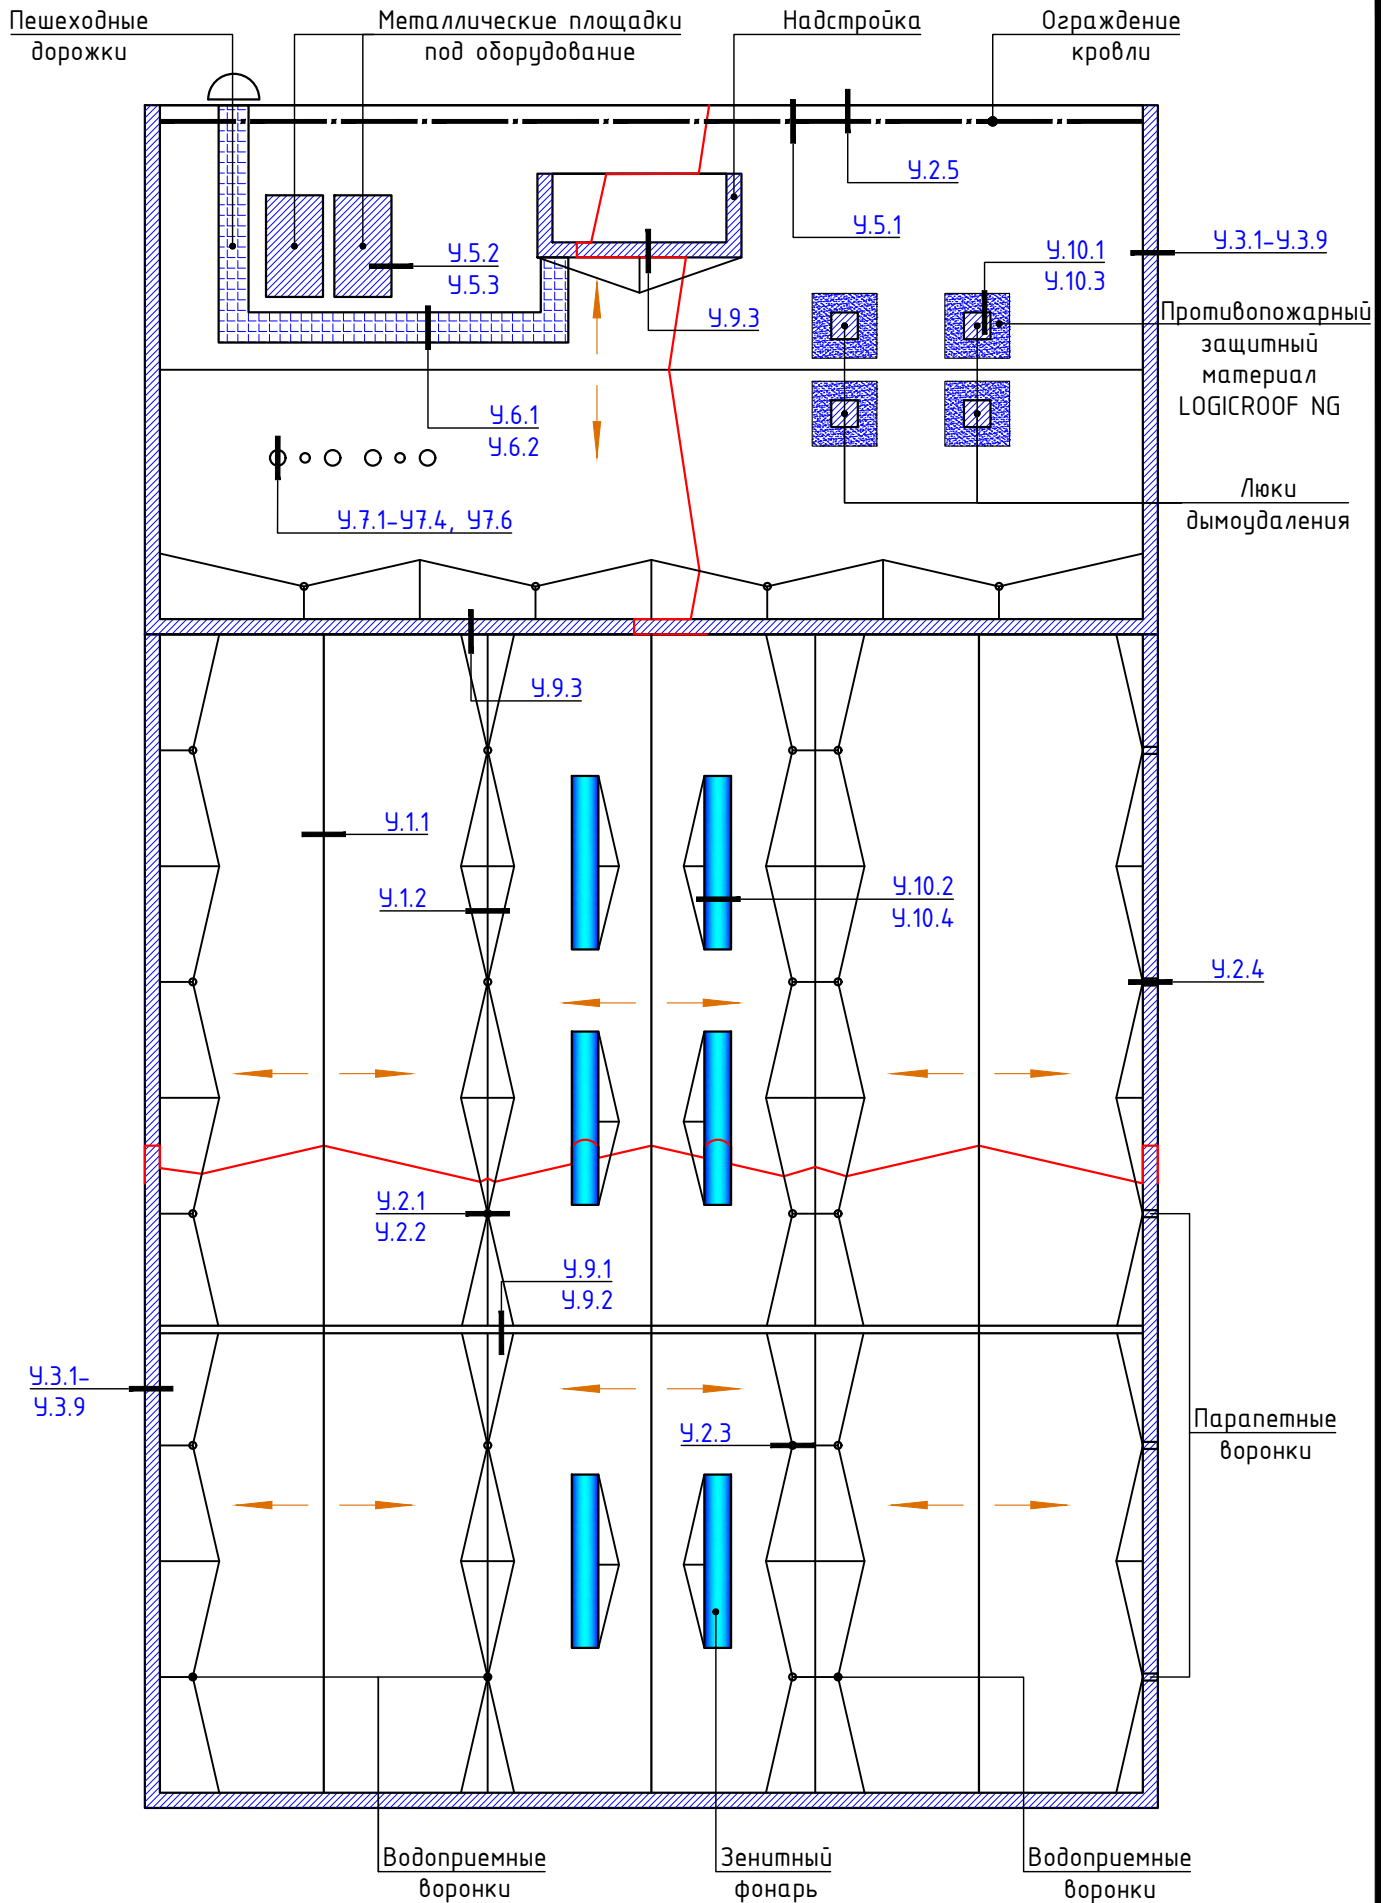 Пешеходные
дорожки
Металлические площадки
под оборудование
Надстройка
Ограждение
кровли
У.2.5
У.5.1
У.5.2
У.5.3
У.10.1
У.10.3
У.3.1-У.3.9
У.9.3
Противопожарный
защитный
материал
LOGICROOF NG
У.6.1
У.6.2
У.7.1-У7.4, У7.6
Люки
дымоудаления
У.9.3
У.1.1
У.1.2
У.10.2
У.10.4
У.2.4
У.2.1
У.2.2
У.9.1
У.9.2
У.3.1-
У.3.9
У.2.3
Парапетные
воронки
Водоприемные
воронки
Зенитный
фонарь
Водоприемные
воронки